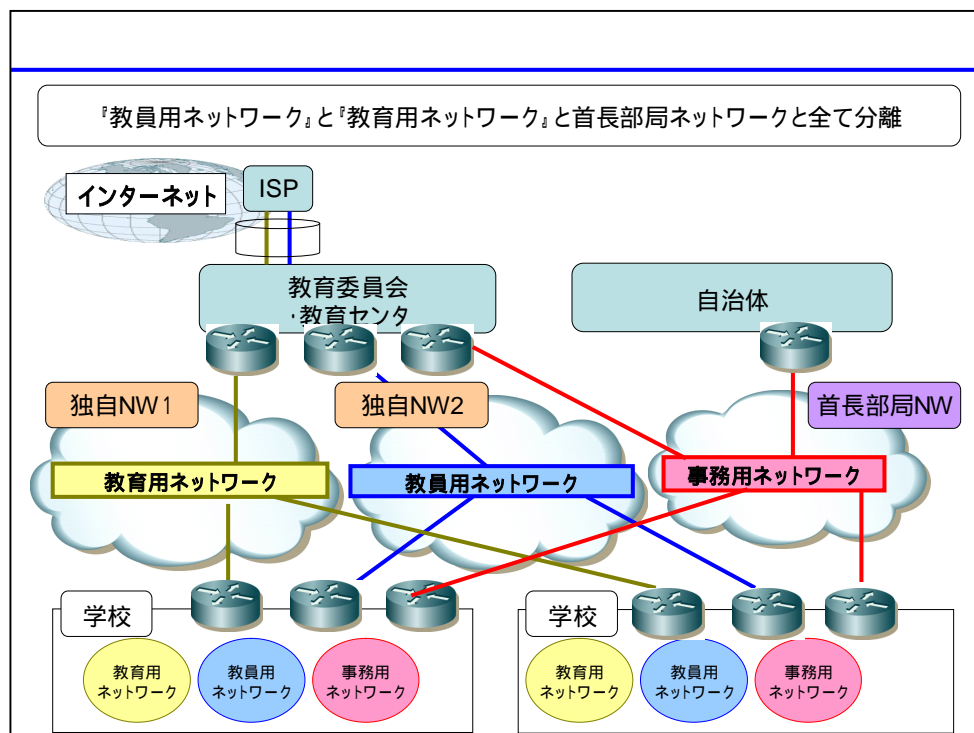 『教員用ネットワーク』と『教育用ネットワーク』と首長部局ネットワークと全て分離
インターネット
ISP
教育委員会
・教育センタ
自治体
独自NW1
独自NW2
首長部局NW
教育用ネットワーク
教員用ネットワーク
事務用ネットワーク
学校
教育用
ネットワーク
教員用
ネットワーク
事務用
ネットワーク
学校
教育用
ネットワーク
教員用
ネットワーク
事務用
ネットワーク